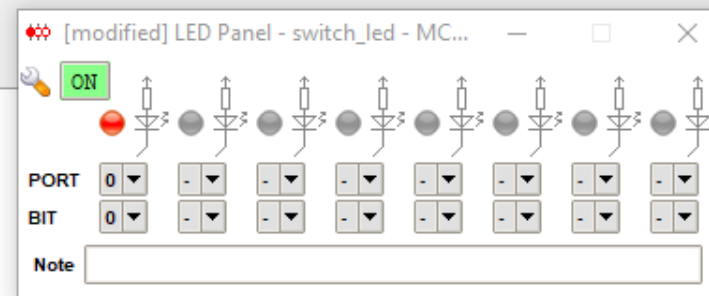 [modified] LED Panel - switch_led - MC...
ON
PORT 0 - - - - - - -
BIT 0 - - - - - - -
Note